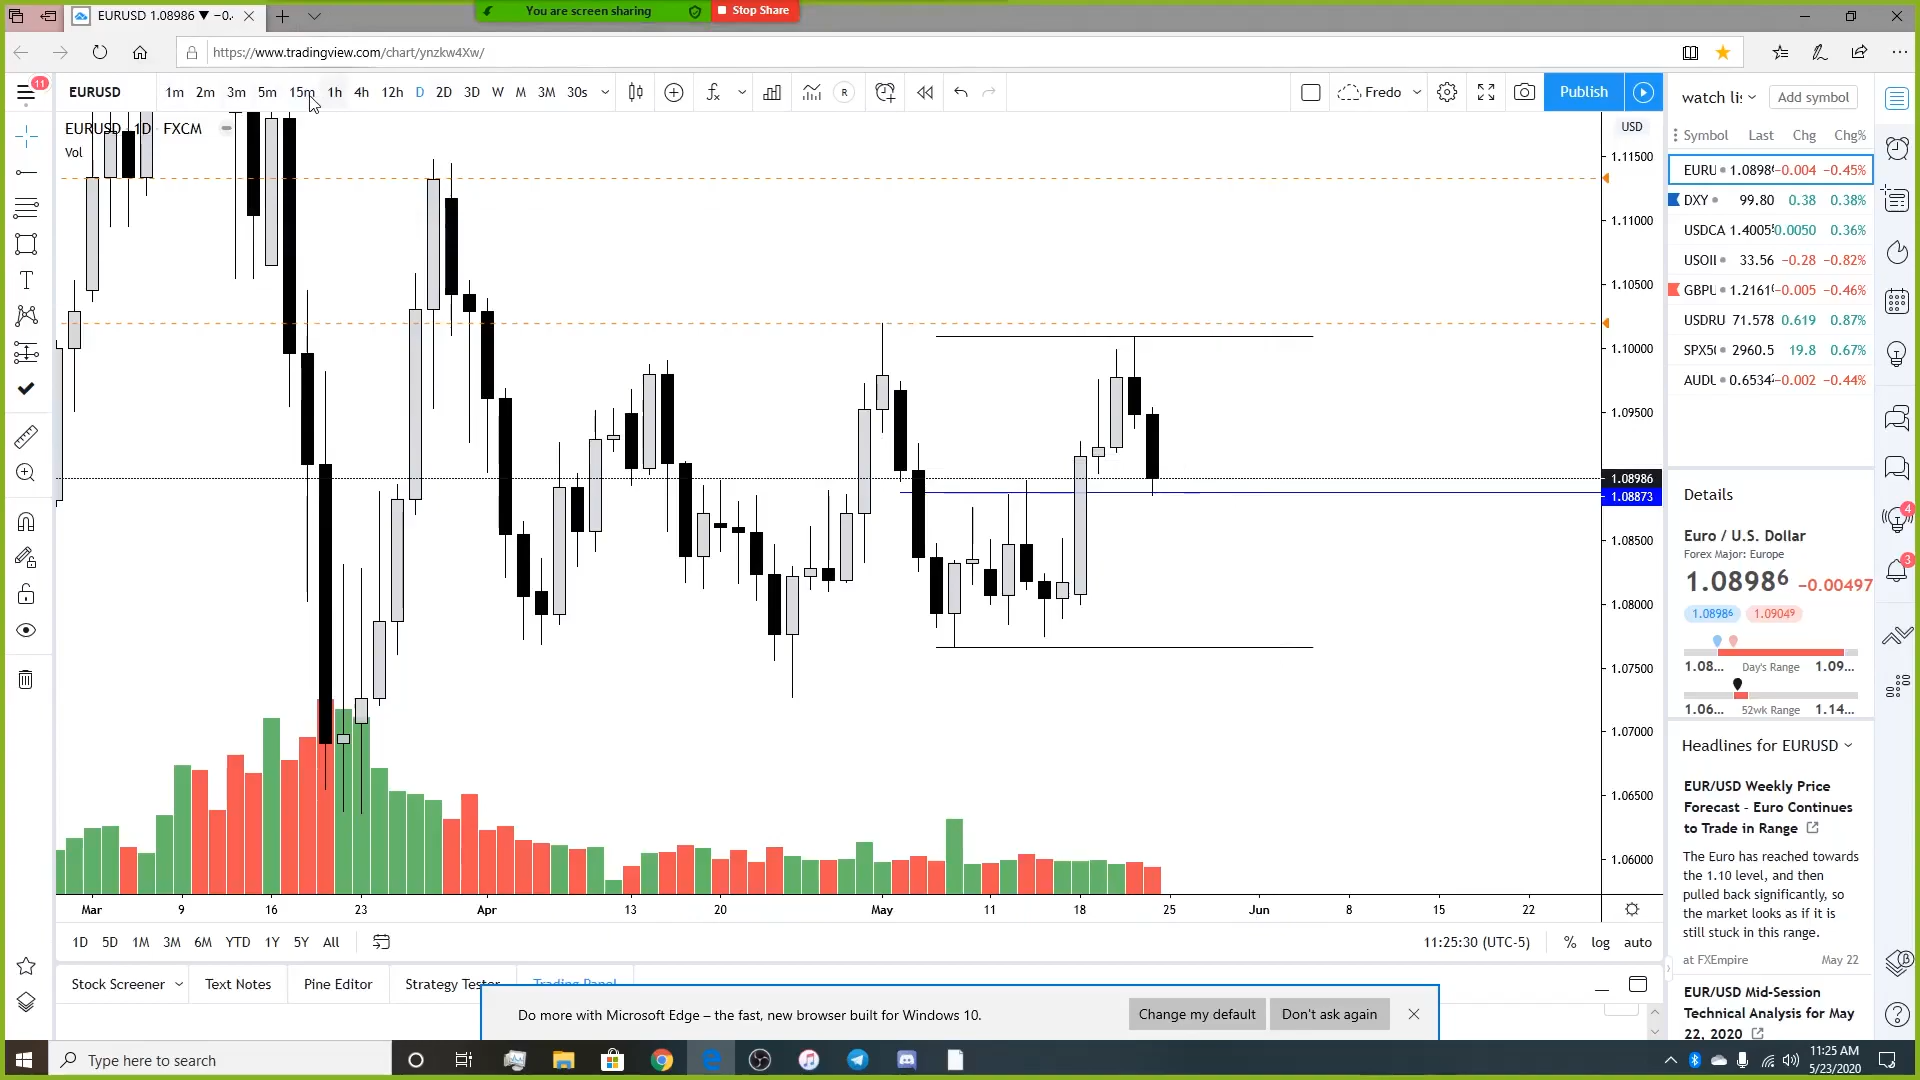 EURUSD 1.08986 ▼ −0.
You are screen sharing
Stop Share
https://www.tradingview.com/chart/ynzkw4Xw/
11
EURUSD 1m 2m 3m 5m 15m 1h 4h 12h D 2D 3D W M 3M 30s
R
Fredo
Publish
EURUSD 1D FXCM
Vol
USD
1.11500
1.11000
1.10500
1.10000
1.09500
1.08986
1.08873
1.08500
1.08000
1.07500
1.07000
1.06500
1.06000
Mar 9 16 23 Apr 13 20 May 11 18 25 Jun 8 15 22
1D 5D 1M 3M 6M YTD 1Y 5Y All
11:25:30 (UTC-5) % log auto
Stock Screener Text Notes Pine Editor Strategy Tester Trading Panel
Do more with Microsoft Edge – the fast, new browser built for Windows 10.
Change my default Don't ask again
watch li Add symbol
Symbol Last Chg Chg%
EURU 1.0898⁶ −0.004 −0.45%
DXY 99.80 0.38 0.38%
USDCA 1.4005 0.0050 0.36%
USOIL 33.56 −0.28 −0.82%
GBPU 1.2161 −0.005 −0.46%
USDRU 71.578 0.619 0.87%
SPX50 2960.5 19.8 0.67%
AUDU 0.6534 −0.002 −0.44%
Details
Euro / U.S. Dollar
Forex Major: Europe
1.0898⁶ −0.00497
1.0898⁶ 1.0904⁹
1.08... Day's Range 1.09...
1.06... 52wk Range 1.14...
Headlines for EURUSD
EUR/USD Weekly Price
Forecast - Euro Continues
to Trade in Range
The Euro has reached towards
the 1.10 level, and then
pulled back significantly, so
the market looks as if it is
still stuck in this range.
at FXEmpire May 22
EUR/USD Mid-Session
Technical Analysis for May
22, 2020
4
3
Type here to search
11:25 AM
5/23/2020